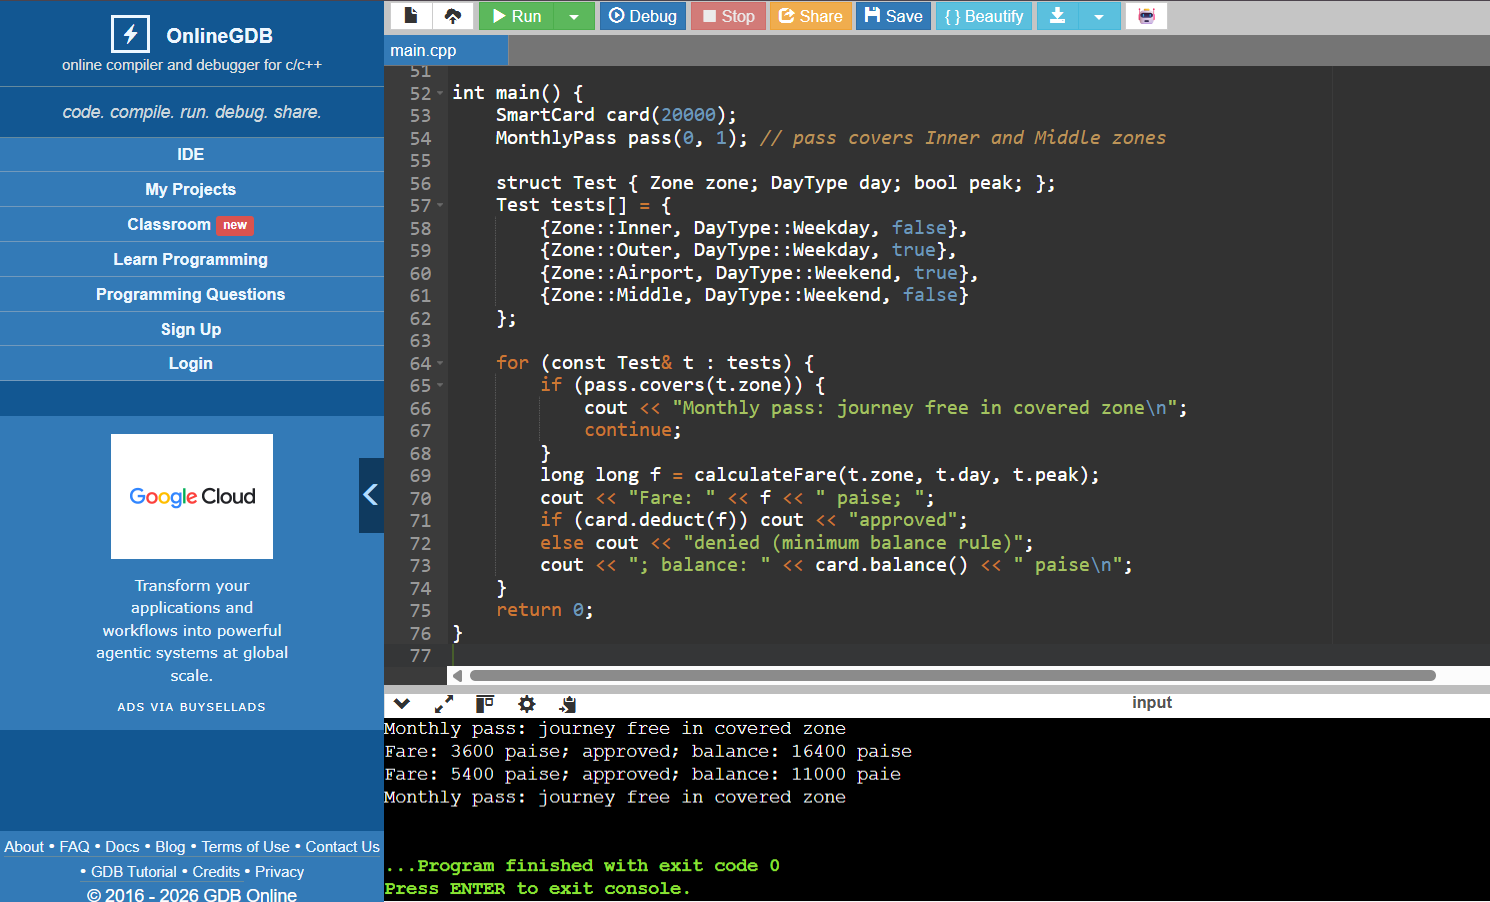 OnlineGDB
online compiler and debugger for c/c++
code. compile. run. debug. share.
IDE
My Projects
Classroom new
Learn Programming
Programming Questions
Sign Up
Login
Google Cloud
Transform your
applications and
workflows into powerful
agentic systems at global
scale.
ADS VIA BUYSELLADS
About • FAQ • Docs • Blog • Terms of Use • Contact Us
• GDB Tutorial • Credits • Privacy
© 2016 - 2026 GDB Online
Run Debug Stop Share Save { } Beautify
main.cpp
51
52 int main() {
53     SmartCard card(20000);
54     MonthlyPass pass(0, 1); // pass covers Inner and Middle zones
55
56     struct Test { Zone zone; DayType day; bool peak; };
57     Test tests[] = {
58         {Zone::Inner, DayType::Weekday, false},
59         {Zone::Outer, DayType::Weekday, true},
60         {Zone::Airport, DayType::Weekend, true},
61         {Zone::Middle, DayType::Weekend, false}
62     };
63
64     for (const Test& t : tests) {
65         if (pass.covers(t.zone)) {
66             cout << "Monthly pass: journey free in covered zone\n";
67             continue;
68         }
69         long long f = calculateFare(t.zone, t.day, t.peak);
70         cout << "Fare: " << f << " paise; ";
71         if (card.deduct(f)) cout << "approved";
72         else cout << "denied (minimum balance rule)";
73         cout << "; balance: " << card.balance() << " paise\n";
74     }
75     return 0;
76 }
77
input
Monthly pass: journey free in covered zone
Fare: 3600 paise; approved; balance: 16400 paise
Fare: 5400 paise; approved; balance: 11000 paie
Monthly pass: journey free in covered zone
...Program finished with exit code 0
Press ENTER to exit console.